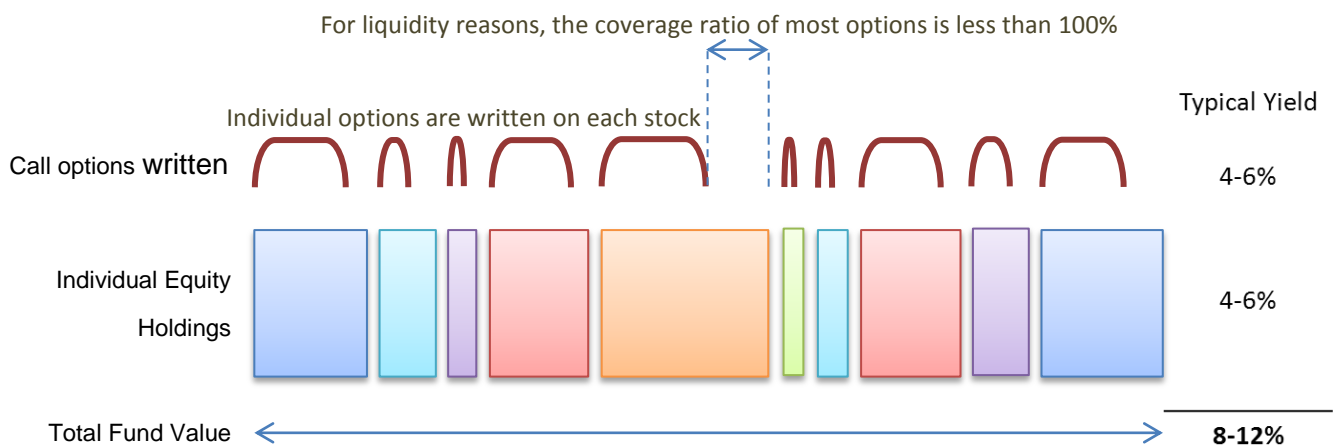 For liquidity reasons, the coverage ratio of most options is less than 100%
Typical Yield
Individual options are written on each stock
Call options written
4-6%
Individual Equity
Holdings
4-6%
Total Fund Value
8-12%